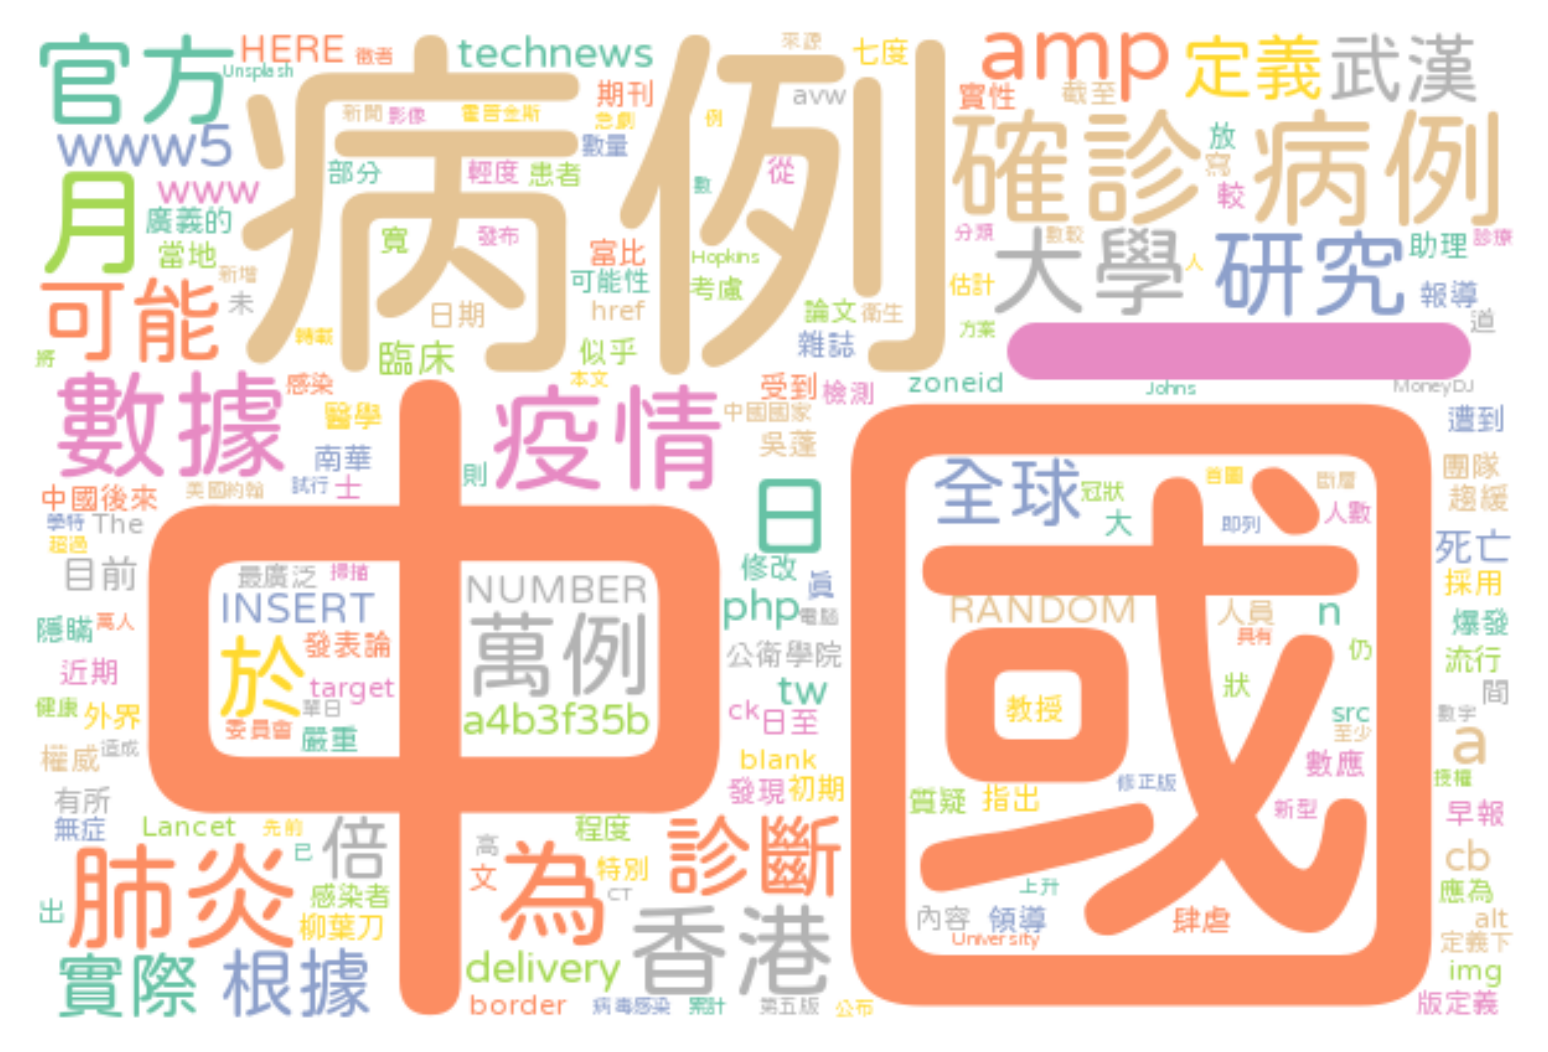 官方
HERE
徵者
technews
來源
七度
amp
定義
武漢
Unsplash
病例
期刊
avw
實性
截至
新聞
影像
霍普金斯
急劇
例
www5
數量
確診病例
放
寫
部分
輕度
患者
從
月
www
數
較
廣義的
寬
發布
富比
Hopkins
分類
數較
大學
人
研究
助理
診療
當地
新增
可能性
考慮
估計
報導
可能
未
日期
href
論文
衛生
道
轉載
方案
將
臨床
似乎
雜誌
一
數據
感染
疫情
本文
受到
檢測
zoneid
Johns
MoneyDJ
醫學
中國國家
遭到
南華
吳蓬
則
全球
冠狀
首圖
斷層
團隊
中國後來
美國約翰
試行
士
日
中國
大
即列
人數
趨緩
學特
The
超過
目前
最廣泛
掃描
NUMBER
修改
真
死亡
採用
INSERT
萬例
php
電腦
RANDOM
人員
n
爆發
隱瞞
萬人
於
發表論
公衛學院
具有
仍
流行
近期
target
tw
教授
狀
間
健康
外界
華日
a4b3f35b
ck
日至
src
數字
委員會
嚴重
至少
a
權威
造成
blank
數應
授權
有所
發現
初期
質疑
指出
修正版
新型
早報
無症
Lancet
先前
倍
程度
診斷
肺炎
已
高
為
特別
cb
文
CT
感染者
上升
應為
出
柳葉刀
香港
內容
領導
肆虐
alt
University
定義下
實際
根據
delivery
img
border
病毒感染
累計
第五版
公布
版定義